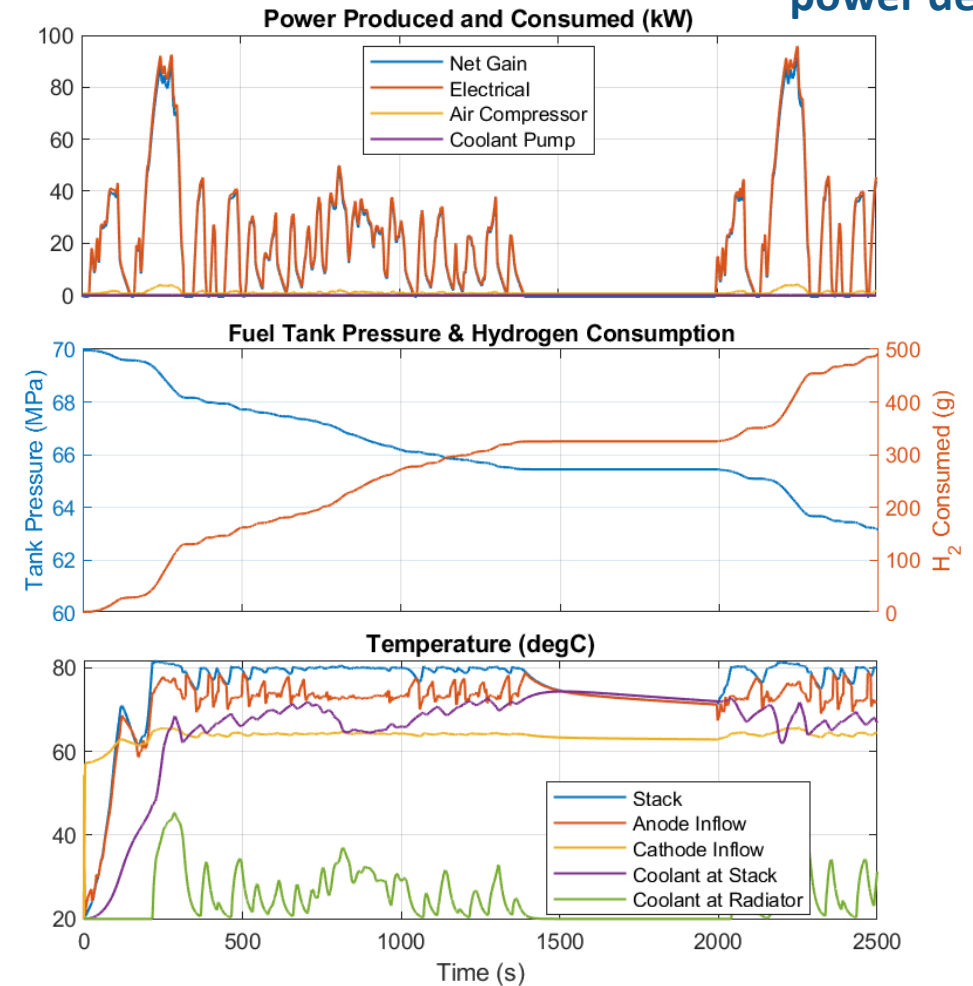 power de
Power Produced and Consumed (kW)
100
80
60
40
20
0
Net Gain
Electrical
Air Compressor
Coolant Pump
Fuel Tank Pressure & Hydrogen Consumption
Tank Pressure (MPa)
70
68
66
64
62
60
500
400
300
200
100
0
H2 Consumed (g)
Temperature (degC)
80
60
40
20
Stack
Anode Inflow
Cathode Inflow
Coolant at Stack
Coolant at Radiator
0 500 1000 1500 2000 2500
Time (s)